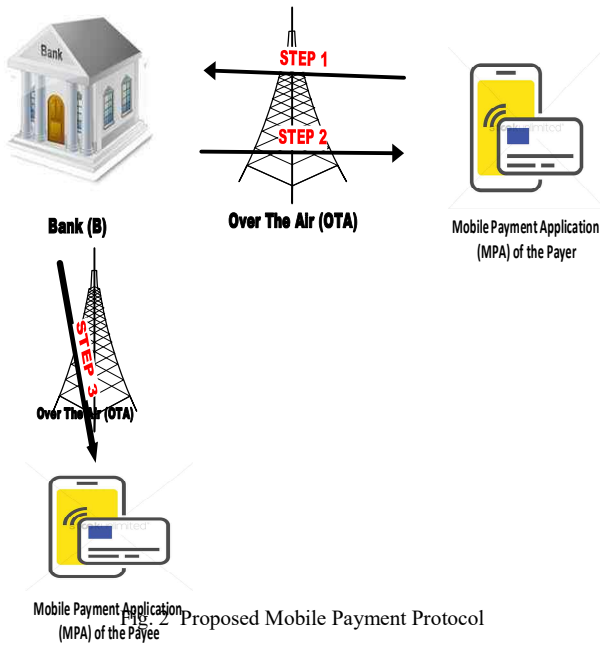 Bank
STEP 1
STEP 2
Bank (B)
Over The Air (OTA)
Mobile Payment Application
(MPA) of the Payer
STEP 3
Over The Air (OTA)
Mobile Payment Application
(MPA) of the Payee
Fig. 2 Proposed Mobile Payment Protocol